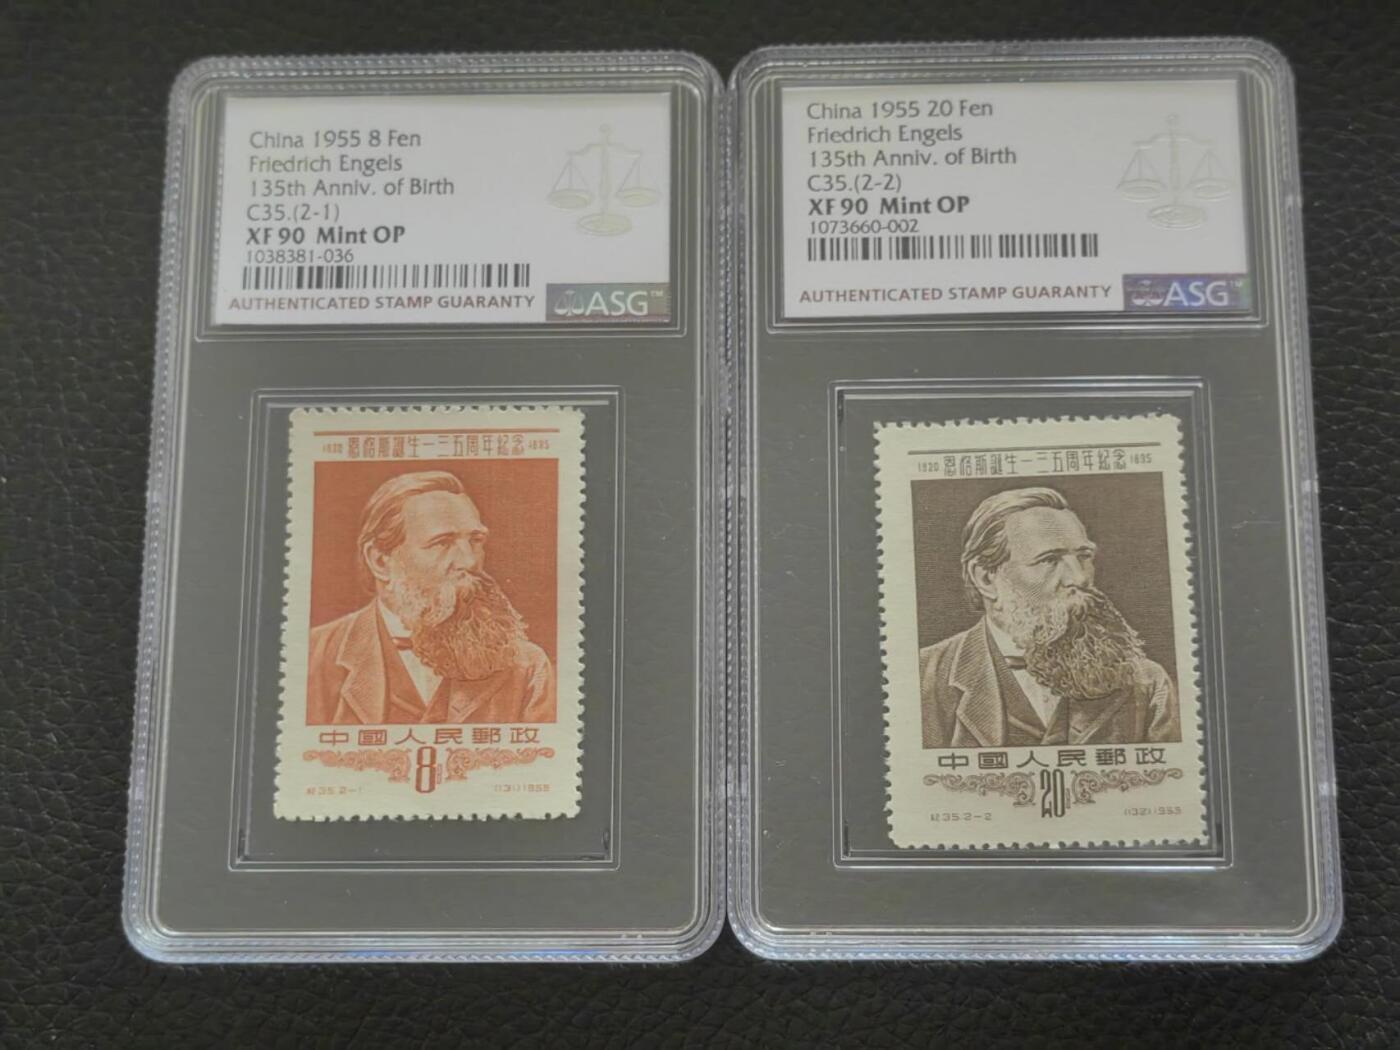 China 1955 8 Fen
Friedrich Engels
135th Anniv. of Birth
C35.(2-1)
XF 90 Mint OP
1038381-036
AUTHENTICATED STAMP GUARANTY
ASG™
1820 恩格斯誕生一三五周年紀念 1895
中國人民郵政
8
紀35.2-1
(131)1955
China 1955 20 Fen
Friedrich Engels
135th Anniv. of Birth
C35.(2-2)
XF 90 Mint OP
1073660-002
AUTHENTICATED STAMP GUARANTY
ASG™
1820 恩格斯誕生一三五周年紀念 1895
中國人民郵政
20
紀35.2-2
(132)1955